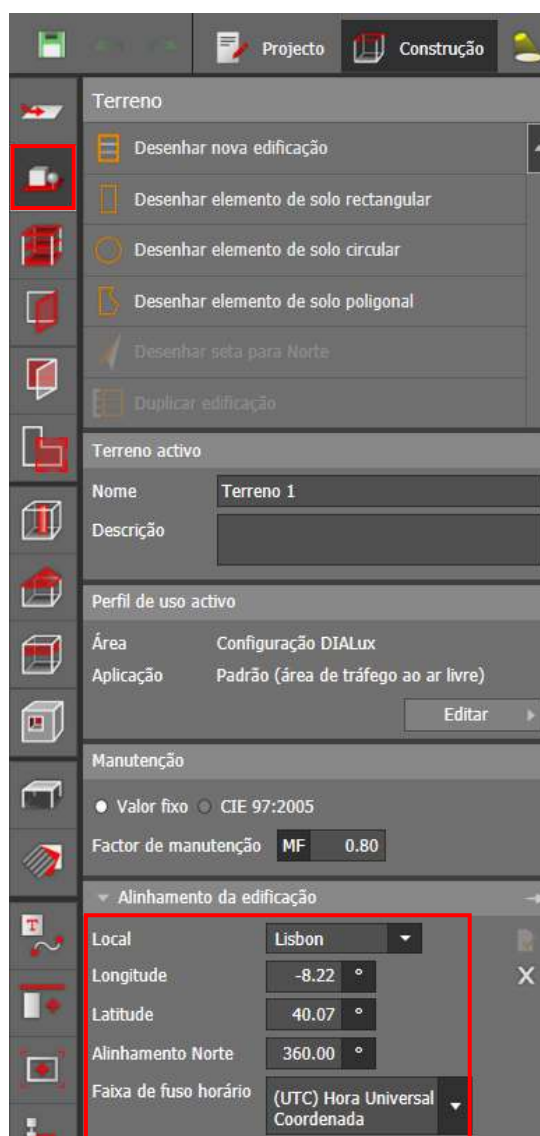 Projecto Construção
Terreno
Desenhar nova edificação
Desenhar elemento de solo rectangular
Desenhar elemento de solo circular
Desenhar elemento de solo poligonal
Desenhar seta para Norte
Duplicar edificação
Terreno activo
Nome Terreno 1
Descrição
Perfil de uso activo
Área Configuração DIALux
Aplicação Padrão (área de tráfego ao ar livre)
Editar
Manutenção
Valor fixo CIE 97:2005
Factor de manutenção MF 0.80
Alinhamento da edificação
Local Lisbon
Longitude -8.22 °
Latitude 40.07 °
Alinhamento Norte 360.00 °
Faixa de fuso horário (UTC) Hora Universal
Coordenada
T